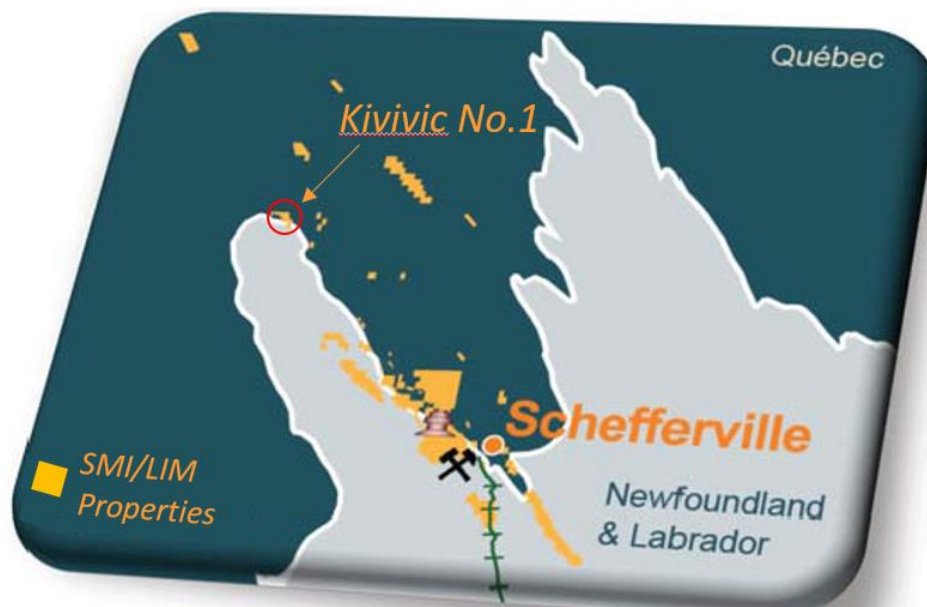 Québec
Kivivic No.1
Schefferville
SMI/LIM
Properties
Newfoundland
& Labrador